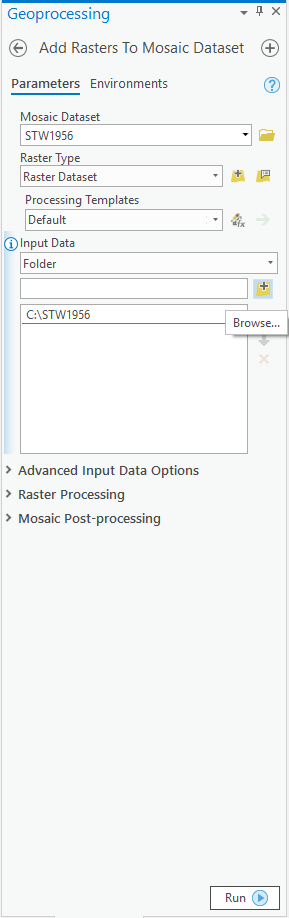 Geoprocessing
Add Rasters To Mosaic Dataset
Parameters Environments
Mosaic Dataset
STW1956
Raster Type
Raster Dataset
Processing Templates
Default
Input Data
Folder
C:\STW1956
Browse...
Advanced Input Data Options
Raster Processing
Mosaic Post-processing
Run